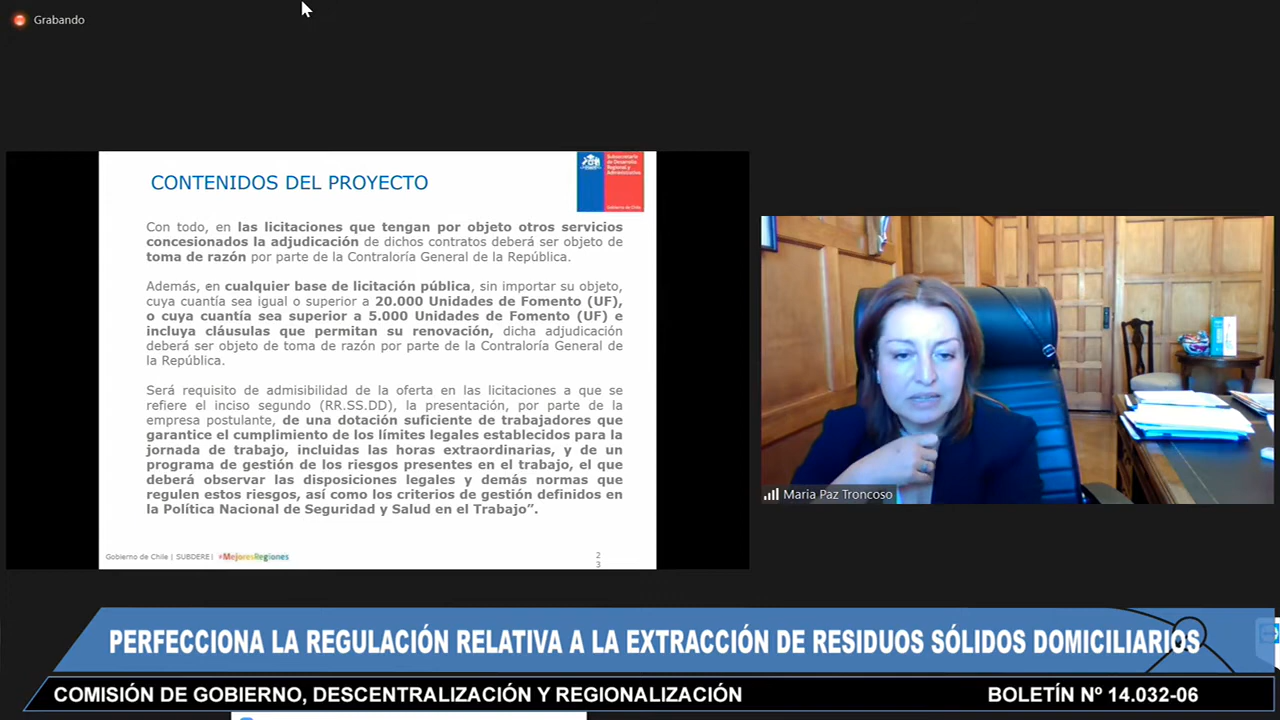 Grabando
CONTENIDOS DEL PROYECTO
Subsecretaría
de Desarrollo
Regional y
Administrativo
Gobierno de Chile
Con todo, en las licitaciones que tengan por objeto otros servicios
concesionados la adjudicación de dichos contratos deberá ser objeto de
toma de razón por parte de la Contraloría General de la República.
Además, en cualquier base de licitación pública, sin importar su objeto,
cuya cuantía sea igual o superior a 20.000 Unidades de Fomento (UF),
o cuya cuantía sea superior a 5.000 Unidades de Fomento (UF) e
incluya cláusulas que permitan su renovación, dicha adjudicación
deberá ser objeto de toma de razón por parte de la Contraloría General de
la República.
Será requisito de admisibilidad de la oferta en las licitaciones a que se
refiere el inciso segundo (RR.SS.DD), la presentación, por parte de la
empresa postulante, de una dotación suficiente de trabajadores que
garantice el cumplimiento de los límites legales establecidos para la
jornada de trabajo, incluidas las horas extraordinarias, y de un
programa de gestión de los riesgos presentes en el trabajo, el que
deberá observar las disposiciones legales y demás normas que
regulen estos riesgos, así como los criterios de gestión definidos en
la Política Nacional de Seguridad y Salud en el Trabajo”.
Gobierno de Chile | SUBDERE | #MejoresRegiones
2
3
Maria Paz Troncoso
PERFECCIONA LA REGULACIÓN RELATIVA A LA EXTRACCIÓN DE RESIDUOS SÓLIDOS DOMICILIARIOS
COMISIÓN DE GOBIERNO, DESCENTRALIZACIÓN Y REGIONALIZACIÓN
BOLETÍN Nº 14.032-06